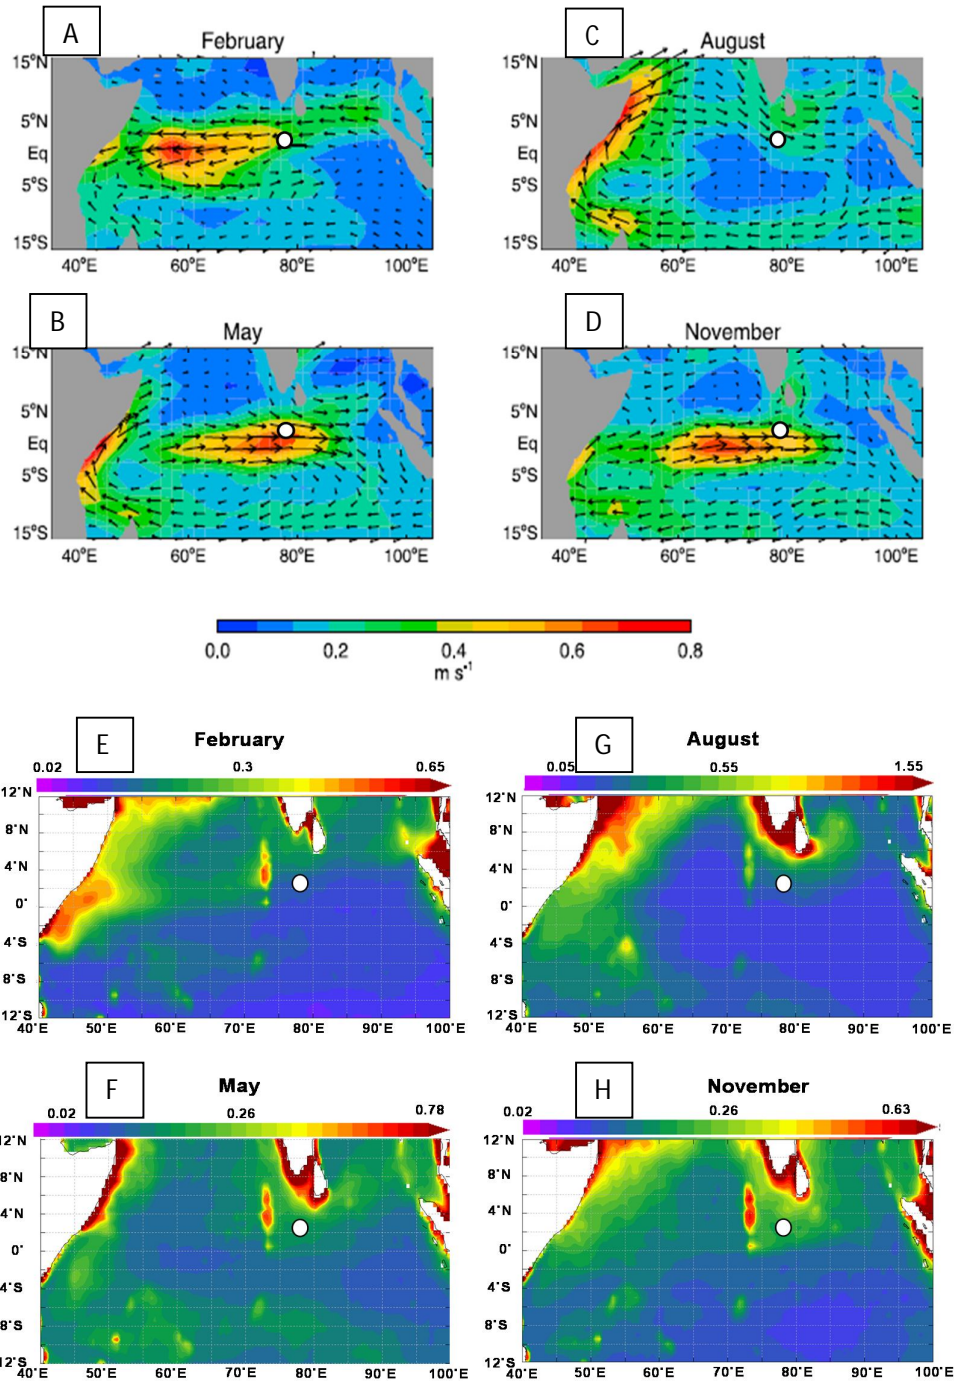 A
February
15°N
5°N
Eq
5°S
15°S
40°E 60°E 80°E 100°E
C
August
15°N
5°N
Eq
5°S
15°S
40°E 60°E 80°E 100°E
B
May
15°N
5°N
Eq
5°S
15°S
40°E 60°E 80°E 100°E
D
November
15°N
5°N
Eq
5°S
15°S
40°E 60°E 80°E 100°E
0.0 0.2 0.4 0.6 0.8
m s-1
E
February
0.02 0.3 0.65
12°N
8°N
4°N
0°
4°S
8°S
12°S
40°E 50°E 60°E 70°E 80°E 90°E 100°E
G
August
0.05 0.55 1.55
12°N
8°N
4°N
0°
4°S
8°S
12°S
40°E 50°E 60°E 70°E 80°E 90°E 100°E
F
May
0.02 0.26 0.78
12°N
8°N
4°N
0°
4°S
8°S
12°S
40°E 50°E 60°E 70°E 80°E 90°E 100°E
H
November
0.02 0.26 0.63
12°N
8°N
4°N
0°
4°S
8°S
12°S
40°E 50°E 60°E 70°E 80°E 90°E 100°E